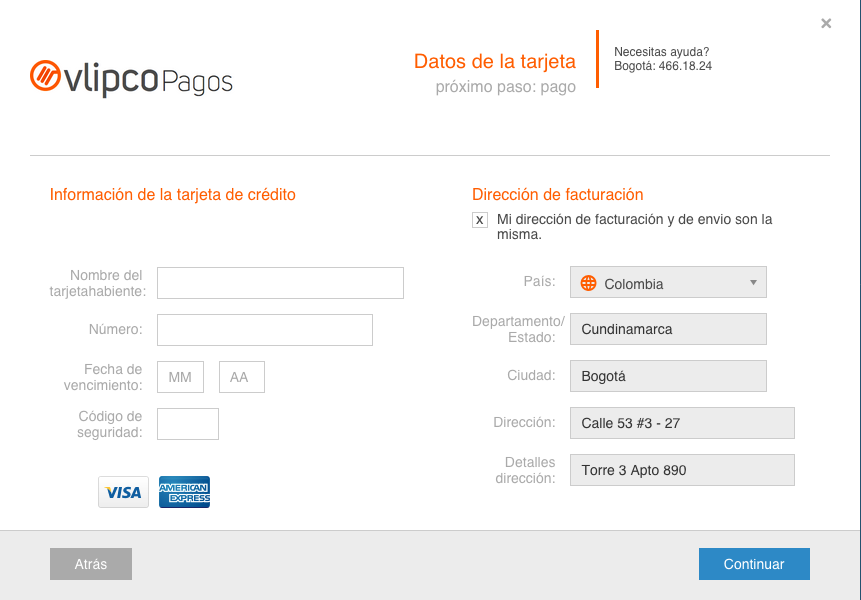 ×
vlipco Pagos
Datos de la tarjeta
próximo paso: pago
Necesitas ayuda?
Bogotá: 466.18.24
Información de la tarjeta de crédito
Nombre del
tarjetahabiente:
Número:
Fecha de
vencimiento:
MM
AA
Código de
seguridad:
VISA
AMERICAN
EXPRESS
Dirección de facturación
x Mi dirección de facturación y de envio son la
misma.
País:
Colombia
Departamento/
Estado:
Cundinamarca
Ciudad:
Bogotá
Dirección:
Calle 53 #3 - 27
Detalles
dirección:
Torre 3 Apto 890
Atrás
Continuar